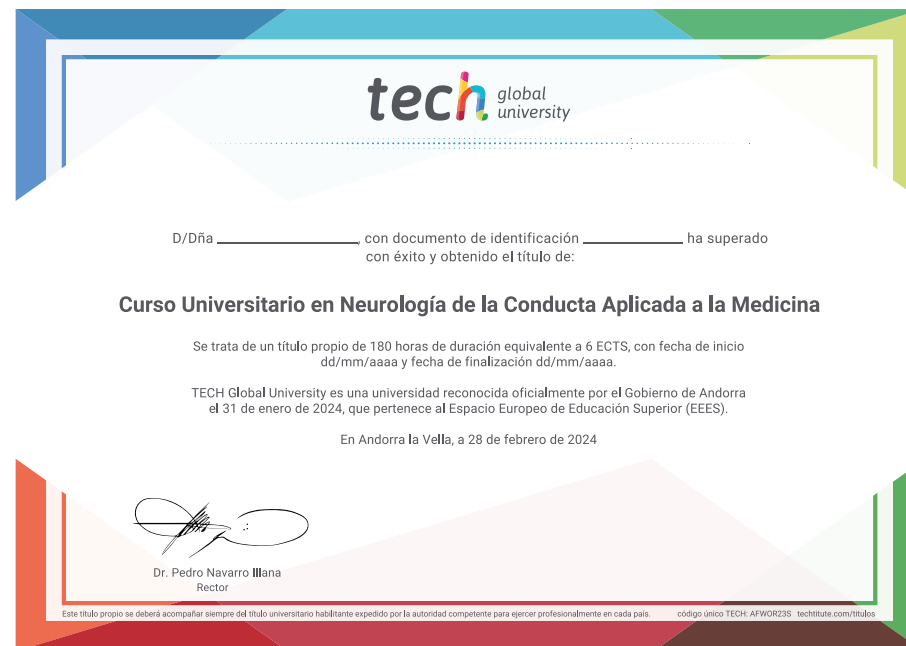 tech global university
D/Dña ____________________, con documento de identificación ______________ ha superado
con éxito y obtenido el título de:
Curso Universitario en Neurología de la Conducta Aplicada a la Medicina
Se trata de un título propio de 180 horas de duración equivalente a 6 ECTS, con fecha de inicio
dd/mm/aaaa y fecha de finalización dd/mm/aaaa.
TECH Global University es una universidad reconocida oficialmente por el Gobierno de Andorra
el 31 de enero de 2024, que pertenece al Espacio Europeo de Educación Superior (EEES).
En Andorra la Vella, a 28 de febrero de 2024
Dr. Pedro Navarro Illana
Rector
Este título propio se deberá acompañar siempre del título universitario habilitante expedido por la autoridad competente para ejercer profesionalmente en cada país. código único TECH: AFWOR23S techtitute.com/titulos